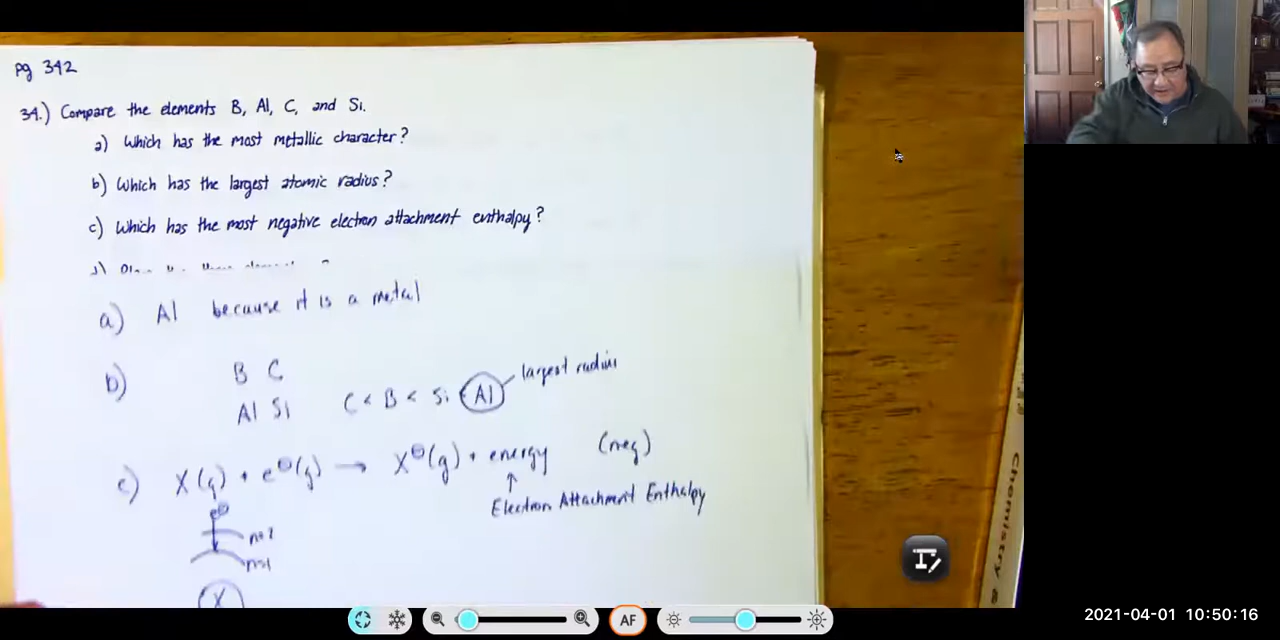 pg 342
34.) Compare the elements B, Al, C, and Si.
a) Which has the most metallic character?
b) Which has the largest atomic radius?
c) Which has the most negative electron attachment enthalpy?
a) Al because it is a metal
b) B C
Al Si C < B < Si < Al largest radius
c) X(g) + e⊖(g) → X⊖(g) + energy (neg)
↑
Electron Attachment Enthalpy
e⊖
n=2
n=1
X
Chemistry &
AF
2021-04-01 10:50:16